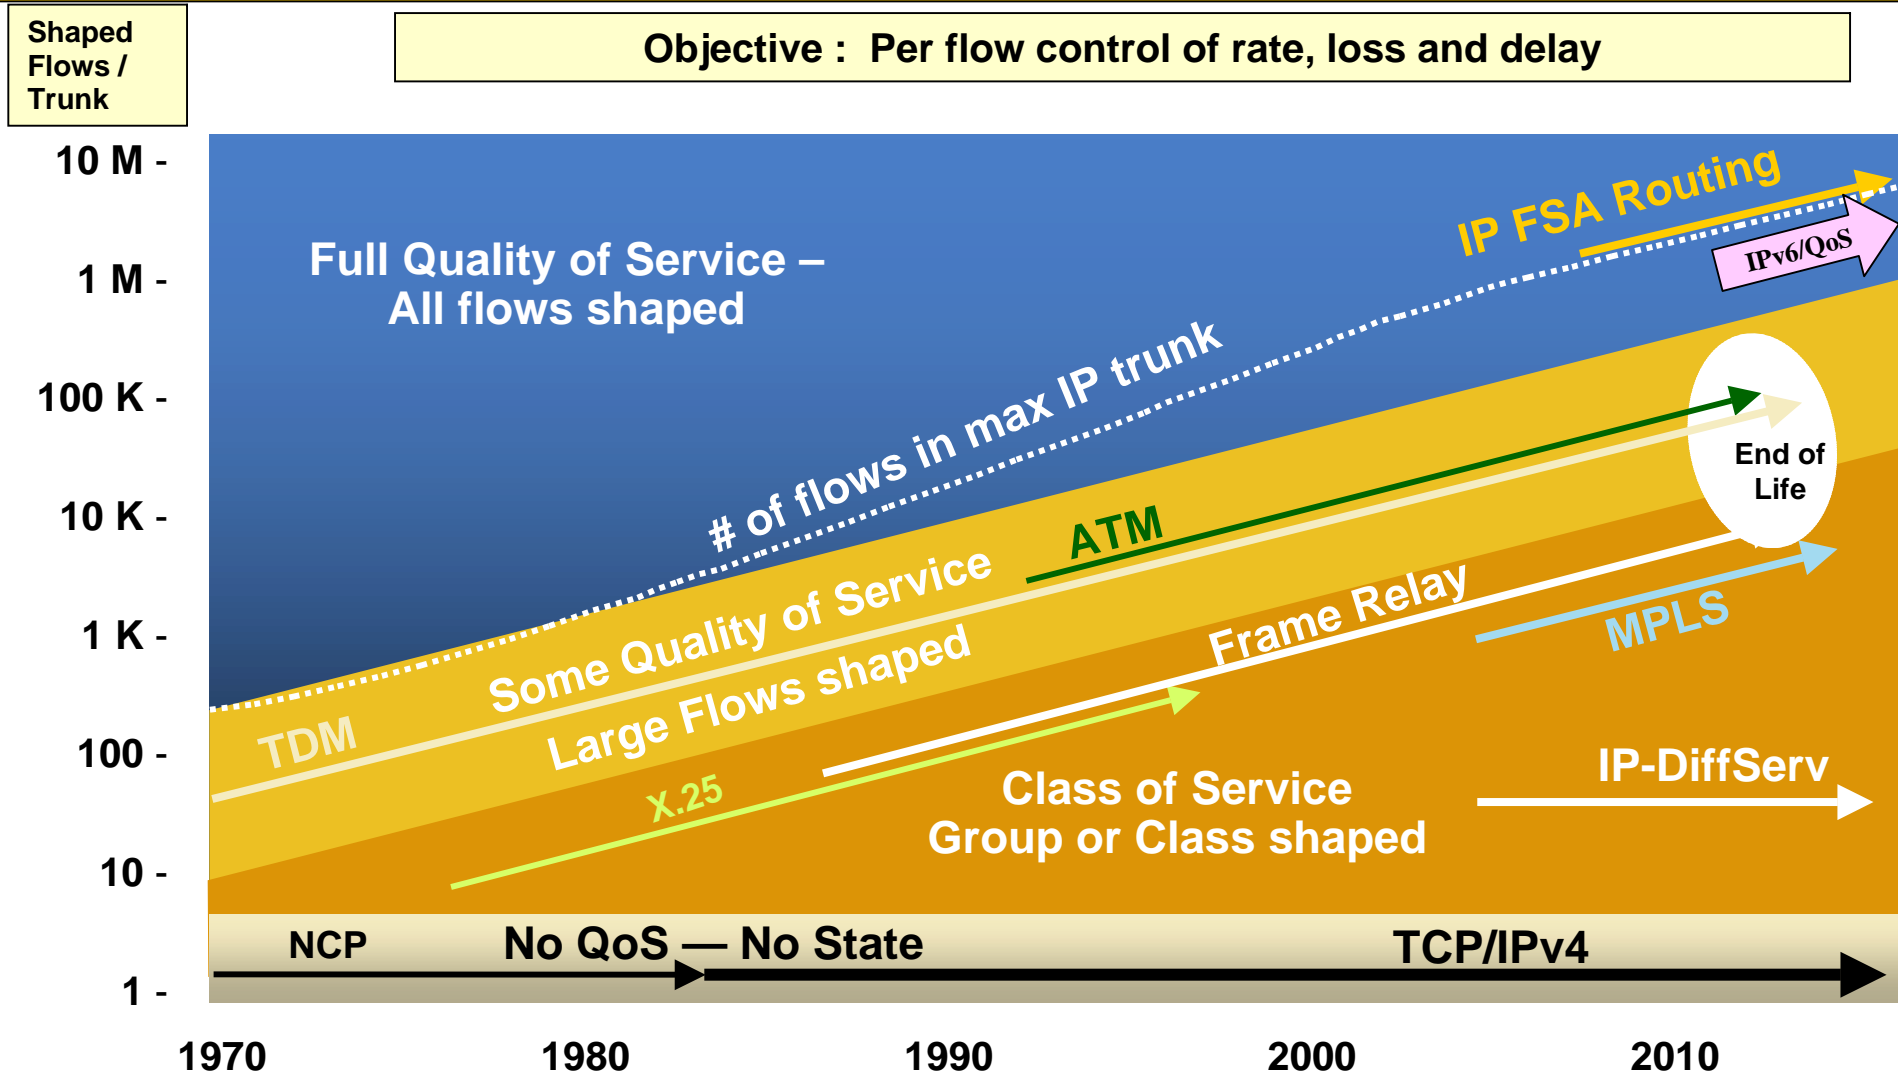 Shaped
Flows /
Trunk
Objective :  Per flow control of rate, loss and delay
10 M -
1 M -
100 K -
10 K -
1 K -
100 -
10 -
1 -
Full Quality of Service –
All flows shaped
IP FSA Routing
IPv6/QoS
# of flows in max IP trunk
End of
Life
ATM
Some Quality of Service
Large Flows shaped
TDM
Frame Relay
MPLS
X.25
Class of Service
Group or Class shaped
IP-DiffServ
NCP
No QoS — No State
TCP/IPv4
1970
1980
1990
2000
2010